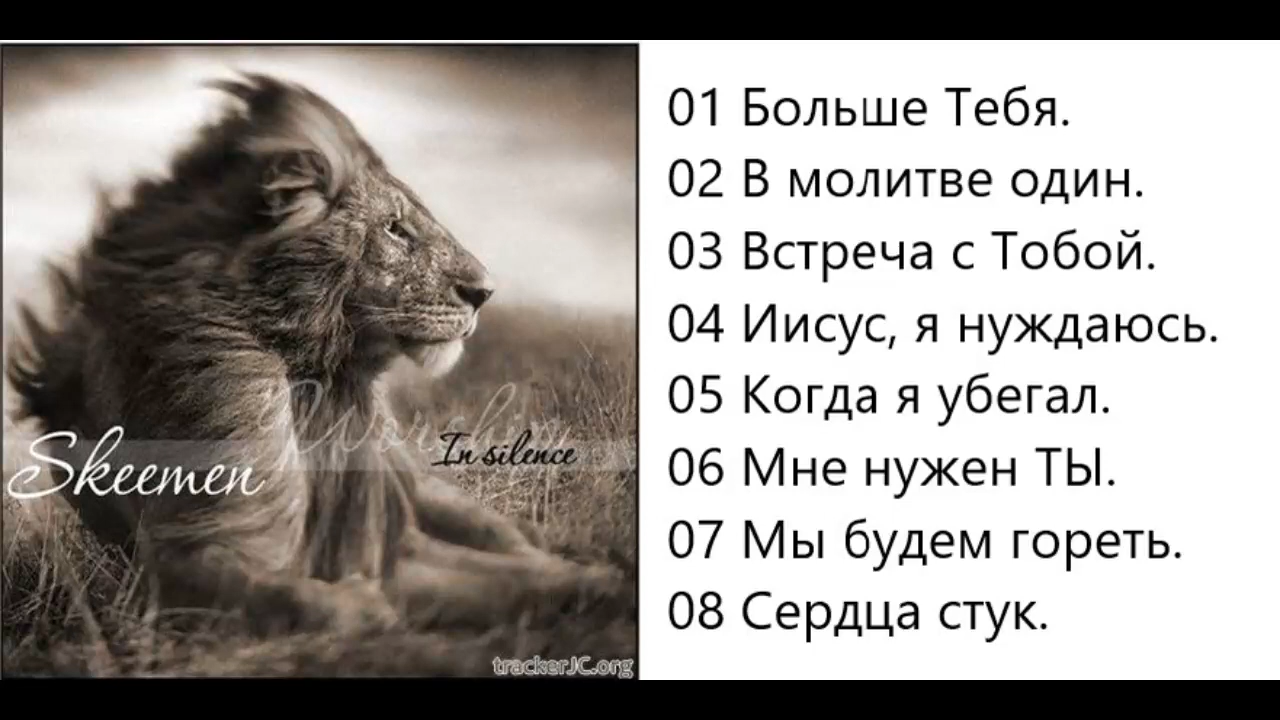 Skeemen
Worship
In silence
trackerJC.org
01 Больше Тебя.
02 В молитве один.
03 Встреча с Тобой.
04 Иисус, я нуждаюсь.
05 Когда я убегал.
06 Мне нужен ТЫ.
07 Мы будем гореть.
08 Сердца стук.